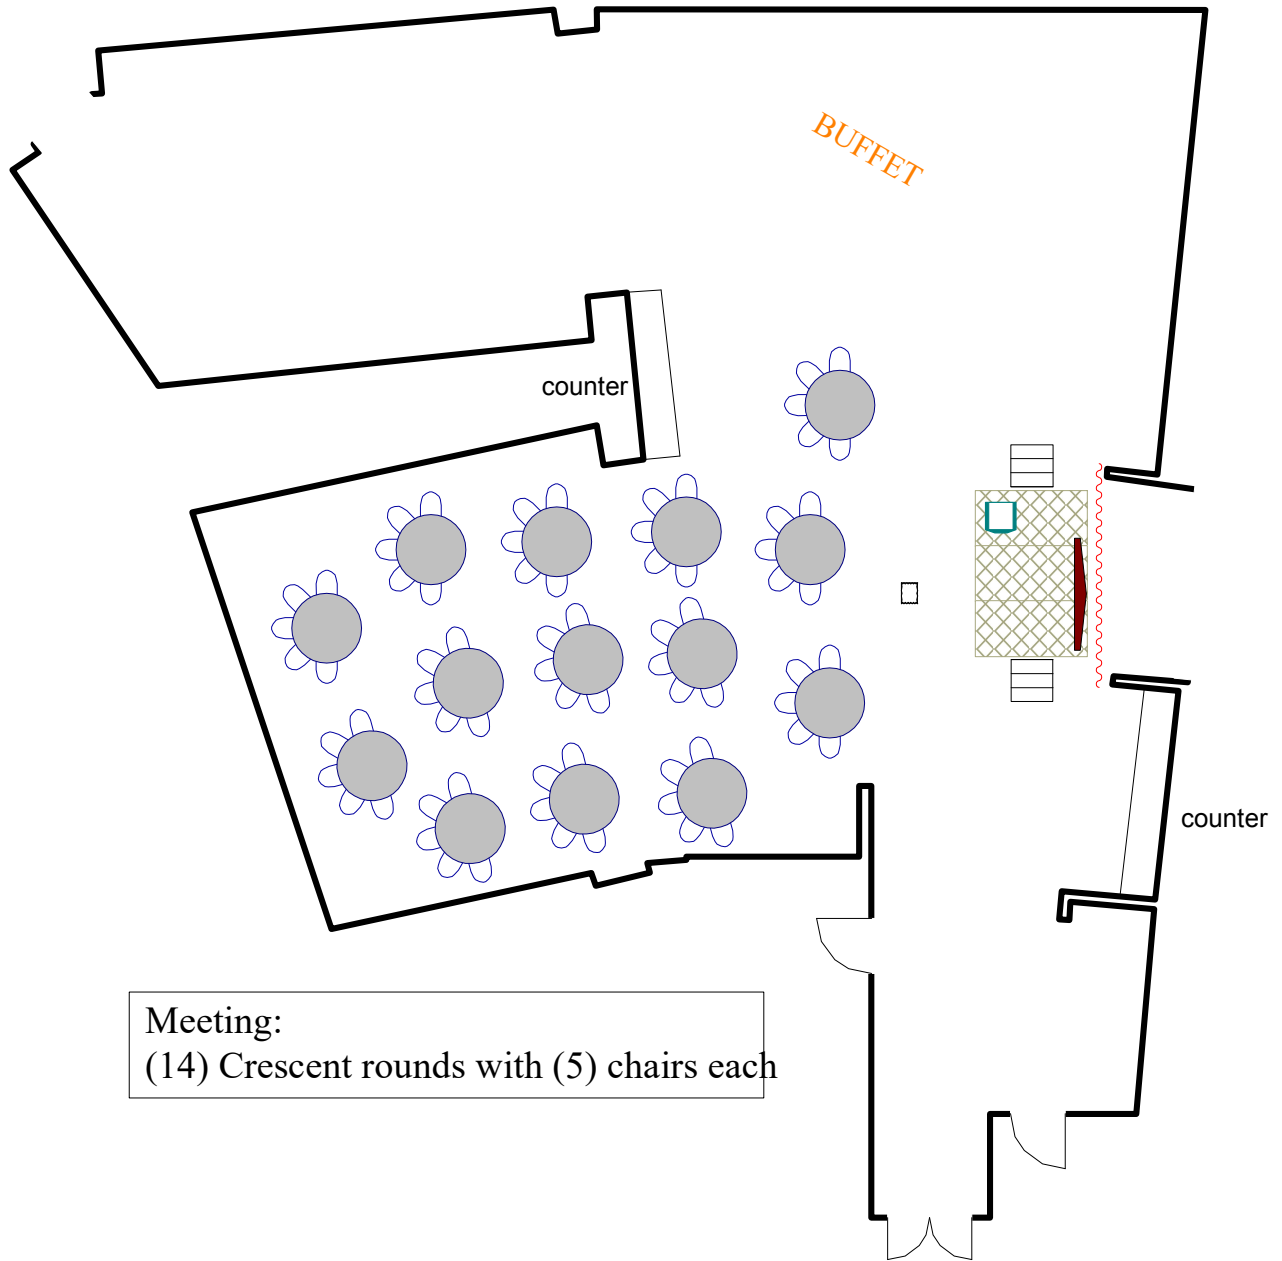 BUFFET
counter
counter
Meeting:
(14) Crescent rounds with (5) chairs each